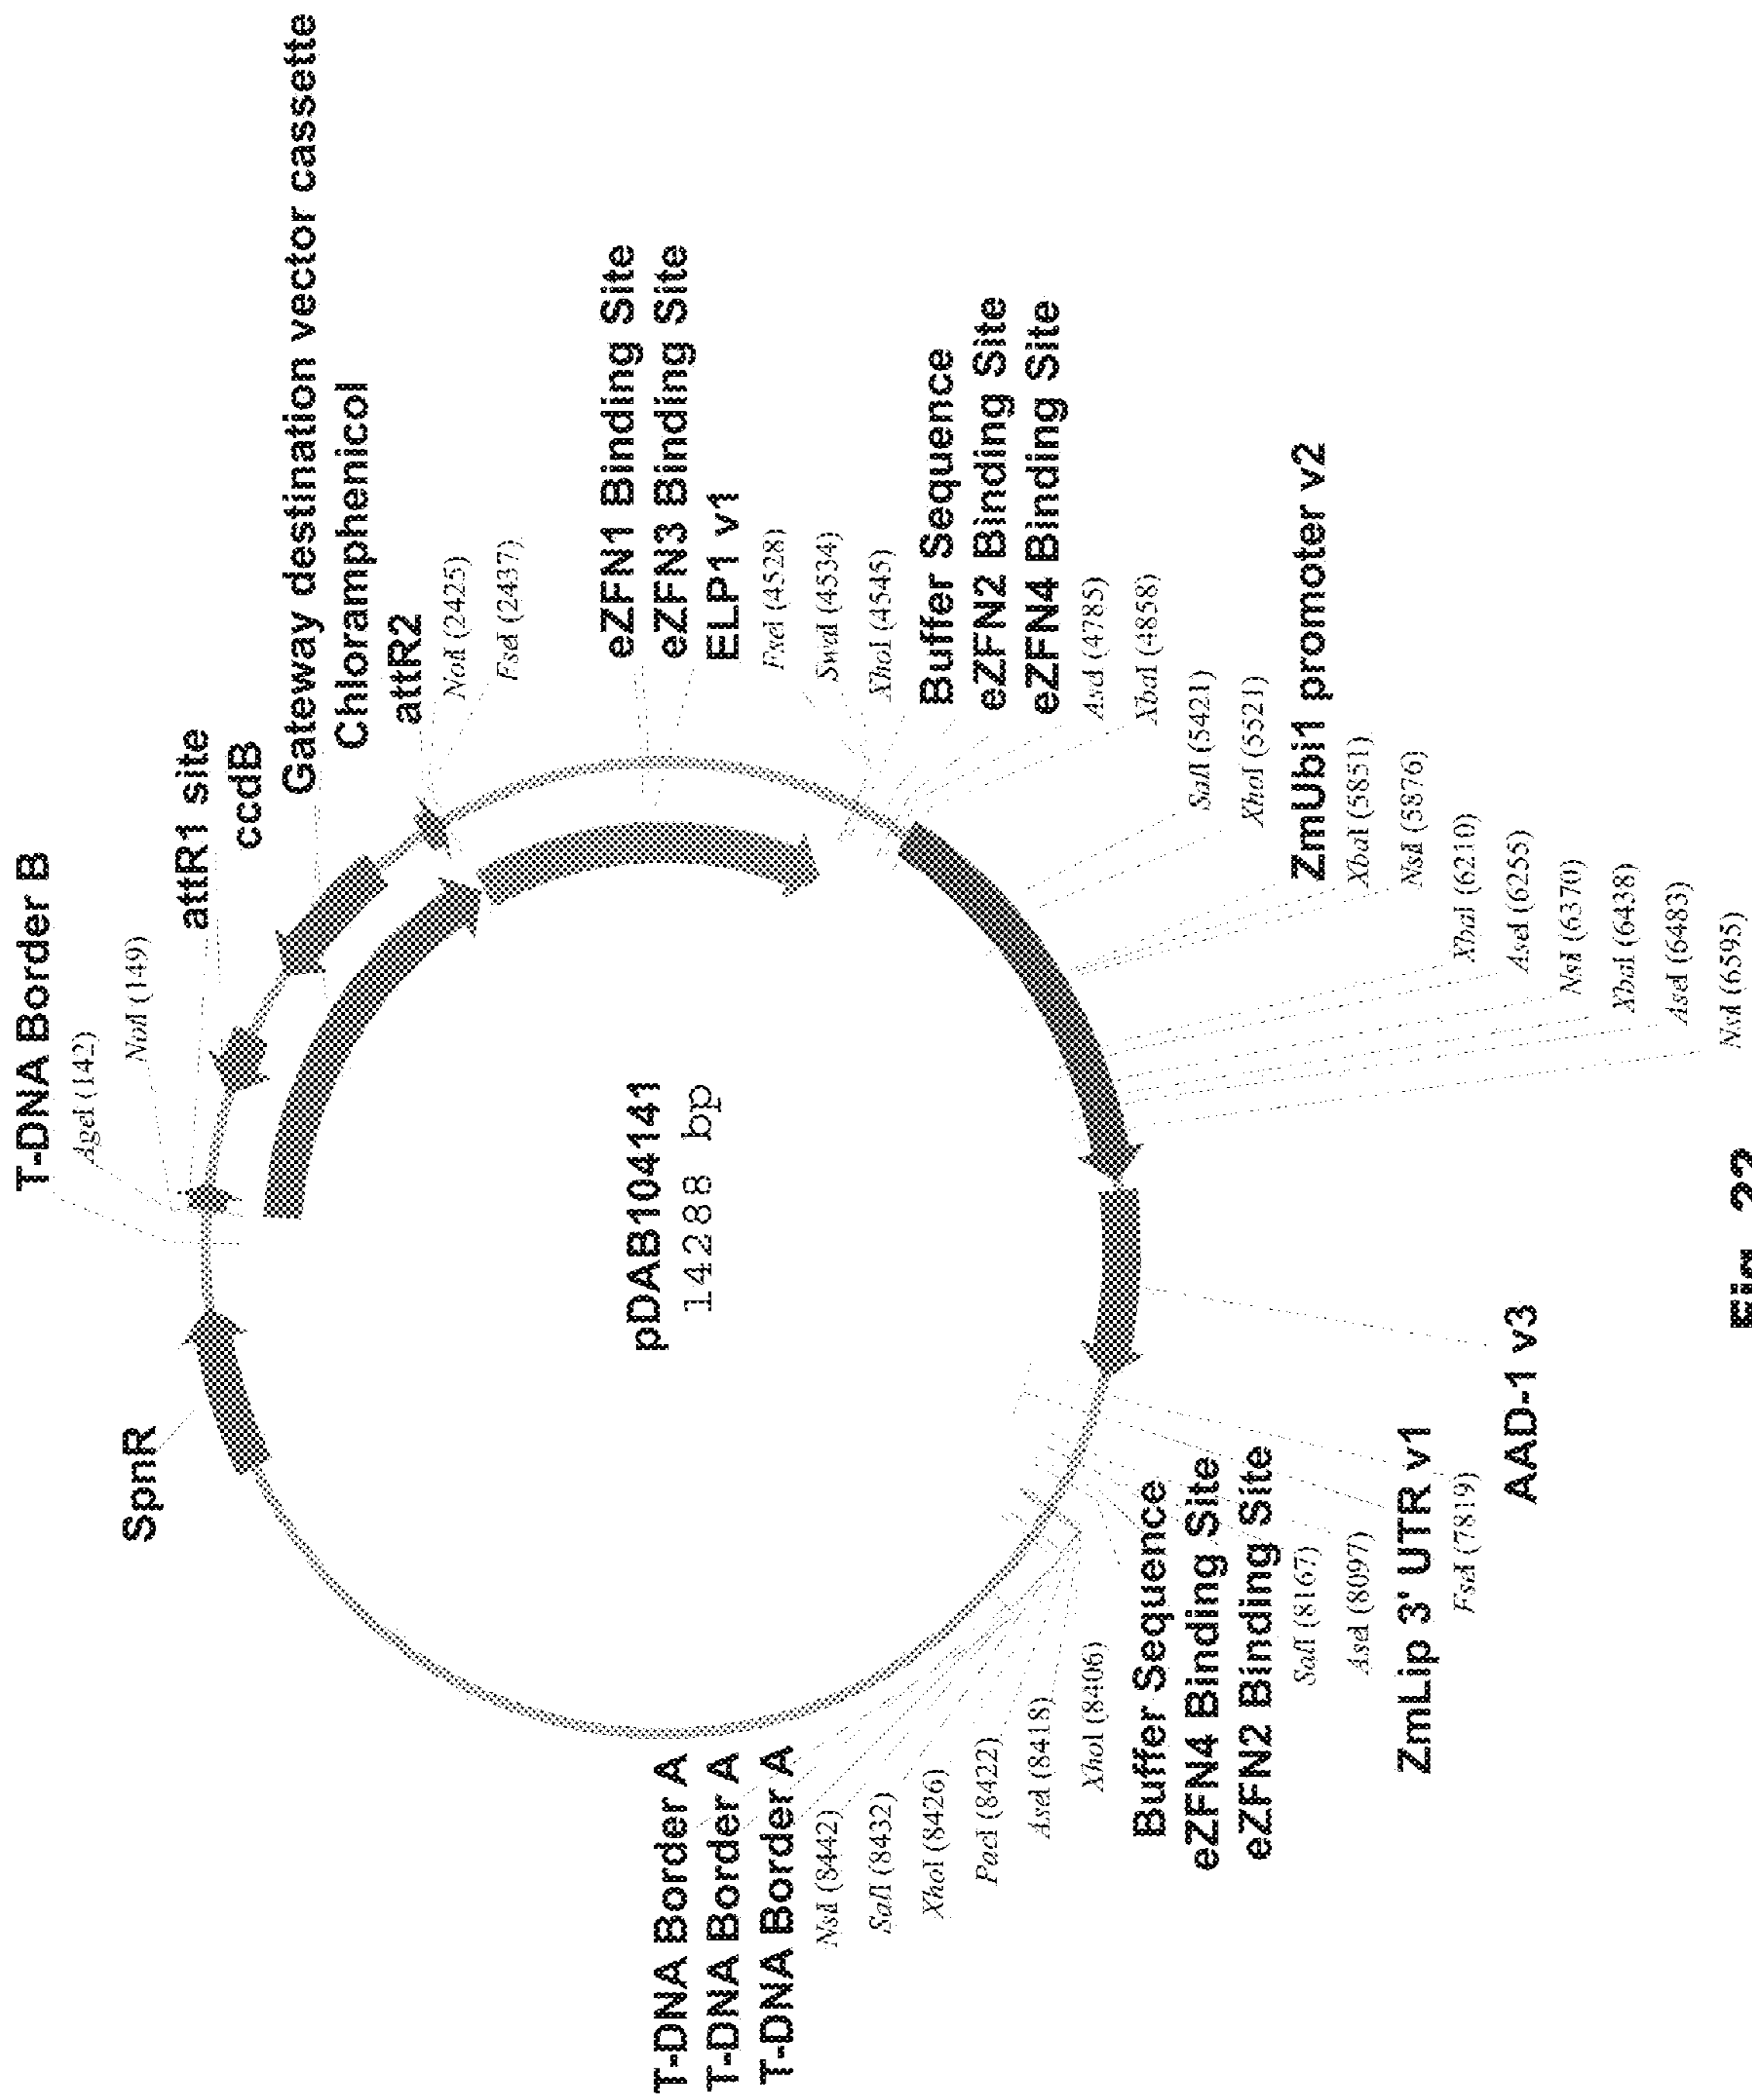 T-DNA Border B
AgeI (142)
NotI (149)
attR1 site
ccdB
Gateway destination vector cassette
Chloramphenicol
attR2
NotI (2425)
FseI (2437)
eZFN1 Binding Site
eZFN3 Binding Site
ELP1 v1
FseI (4528)
SwaI (4534)
XhoI (4545)
Buffer Sequence
eZFN2 Binding Site
eZFN4 Binding Site
AseI (4785)
XbaI (4858)
SalI (5421)
XhoI (5521)
ZmUbi1 promoter v2
XbaI (5851)
NsiI (5876)
XbaI (6210)
AseI (6255)
NsiI (6370)
XbaI (6438)
AseI (6483)
NsiI (6595)
SpnR
pDAB104141
14288 bp
T-DNA Border A
T-DNA Border A
T-DNA Border A
NsiI (8442)
SalI (8432)
XhoI (8426)
PacI (8422)
AseI (8418)
XhoI (8406)
Buffer Sequence
eZFN4 Binding Site
eZFN2 Binding Site
SalI (8167)
AseI (8097)
ZmLip 3' UTR v1
FseI (7819)
AAD-1 v3
Fig. 22